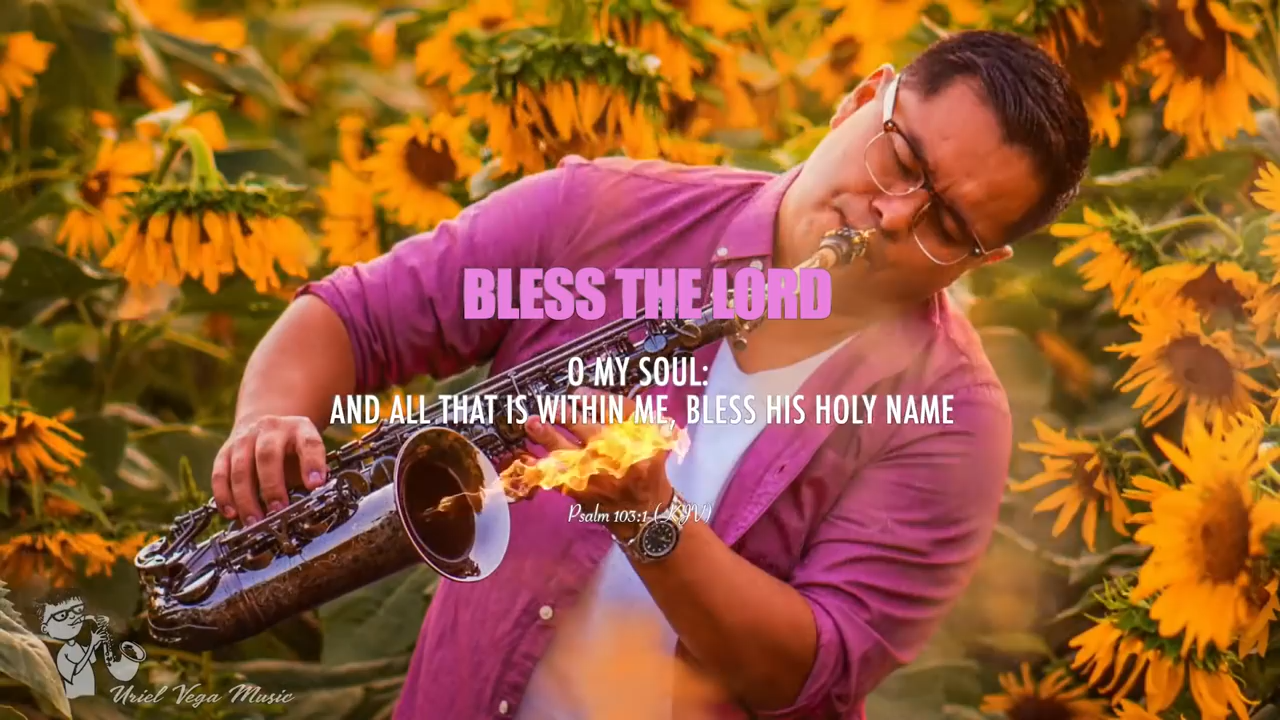 BLESS THE LORD
O MY SOUL:
AND ALL THAT IS WITHIN ME, BLESS HIS HOLY NAME
Psalm 103:1 (KJV)
Uriel Vega Music